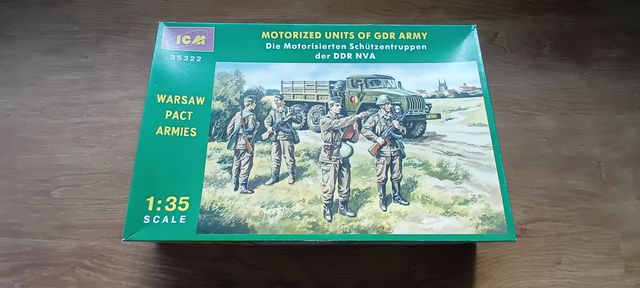 ICM
35322
MOTORIZED UNITS OF GDR ARMY
Die Motorisierten Schützentruppen
der DDR NVA
WARSAW
PACT
ARMIES
1:35
SCALE